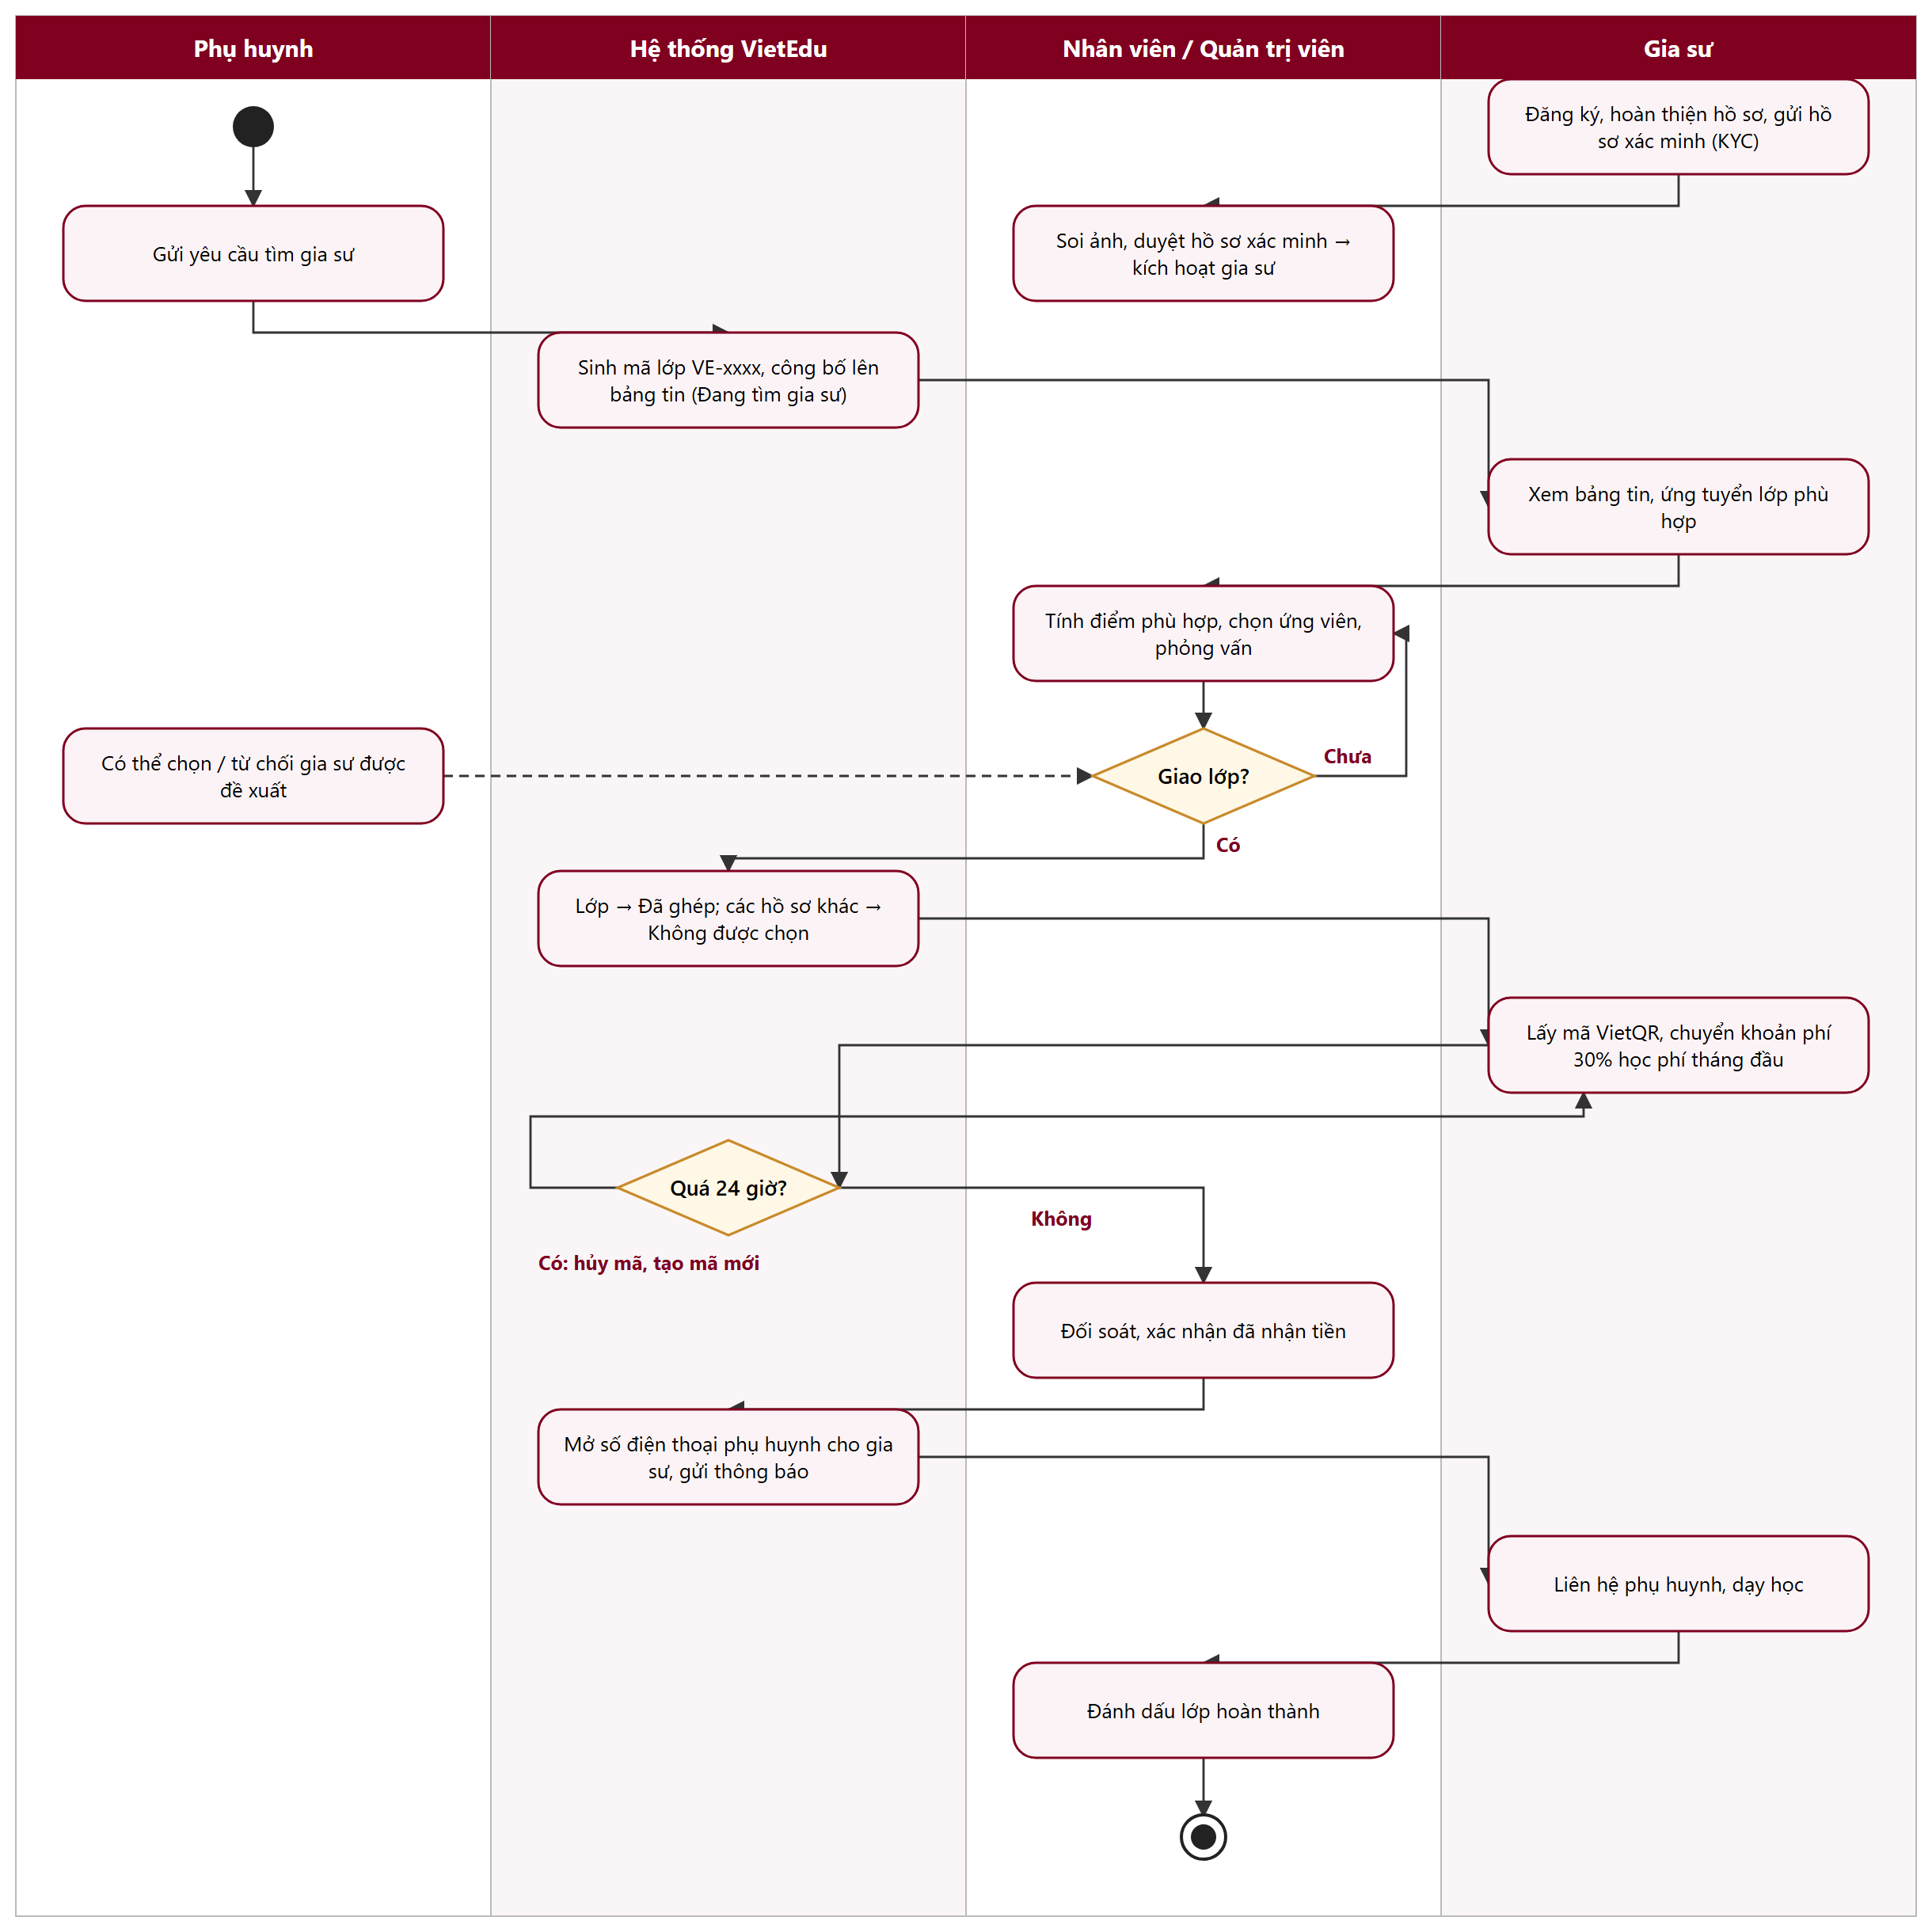 Phụ huynh
Hệ thống VietEdu
Nhân viên / Quản trị viên
Gia sư
Đăng ký, hoàn thiện hồ sơ, gửi hồ
sơ xác minh (KYC)
Gửi yêu cầu tìm gia sư
Soi ảnh, duyệt hồ sơ xác minh →
kích hoạt gia sư
Sinh mã lớp VE-xxxx, công bố lên
bảng tin (Đang tìm gia sư)
Xem bảng tin, ứng tuyển lớp phù
hợp
Tính điểm phù hợp, chọn ứng viên,
phỏng vấn
Có thể chọn / từ chối gia sư được
đề xuất
Giao lớp?
Chưa
Có
Lớp → Đã ghép; các hồ sơ khác →
Không được chọn
Lấy mã VietQR, chuyển khoản phí
30% học phí tháng đầu
Quá 24 giờ?
Không
Có: hủy mã, tạo mã mới
Đối soát, xác nhận đã nhận tiền
Mở số điện thoại phụ huynh cho gia
sư, gửi thông báo
Liên hệ phụ huynh, dạy học
Đánh dấu lớp hoàn thành